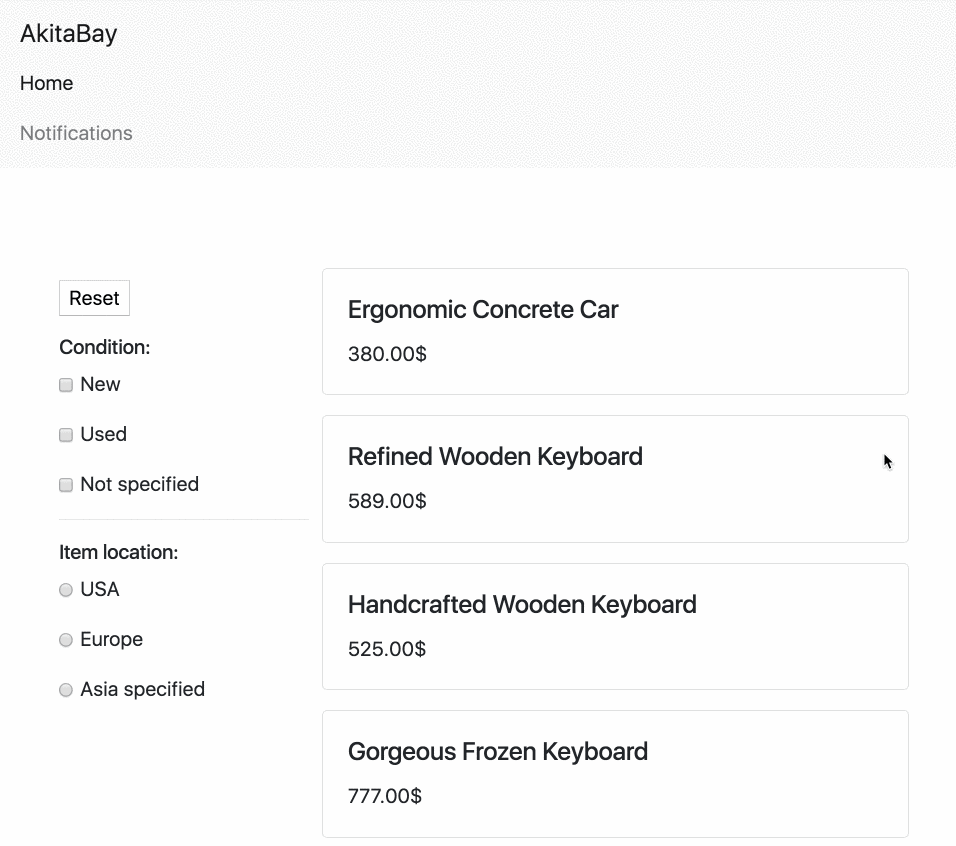 AkitaBay
Home
Notifications
Reset
Condition:
New
Used
Not specified
Item location:
USA
Europe
Asia specified
Ergonomic Concrete Car
380.00$
Refined Wooden Keyboard
589.00$
Handcrafted Wooden Keyboard
525.00$
Gorgeous Frozen Keyboard
777.00$